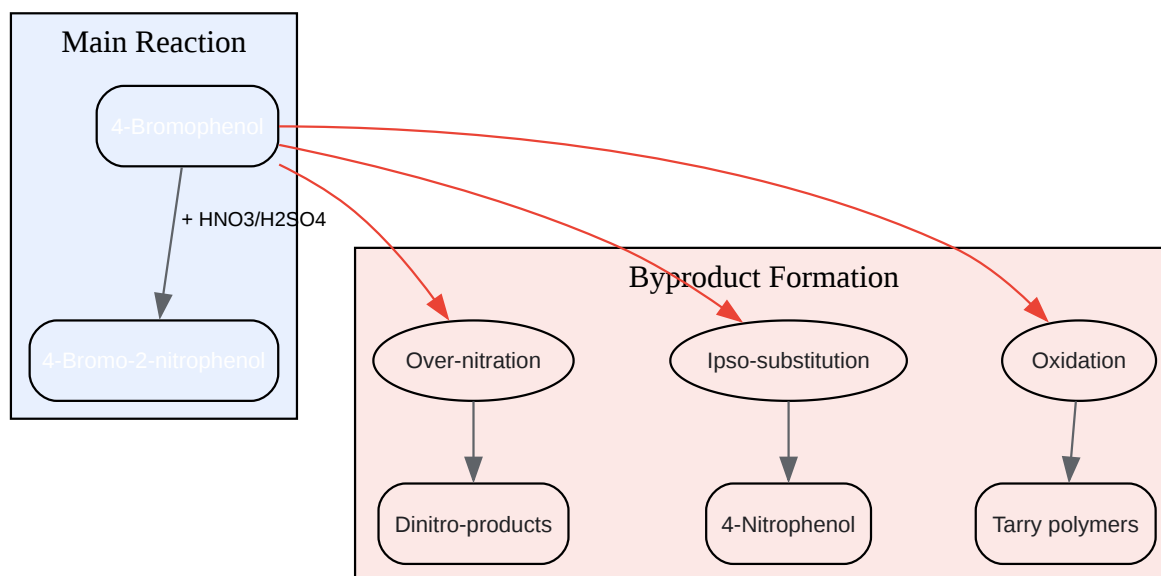 Main Reaction
4-Bromophenol
+ HNO3/H2SO4
4-Bromo-2-nitrophenol
Byproduct Formation
Over-nitration
Ipso-substitution
Oxidation
Dinitro-products
4-Nitrophenol
Tarry polymers